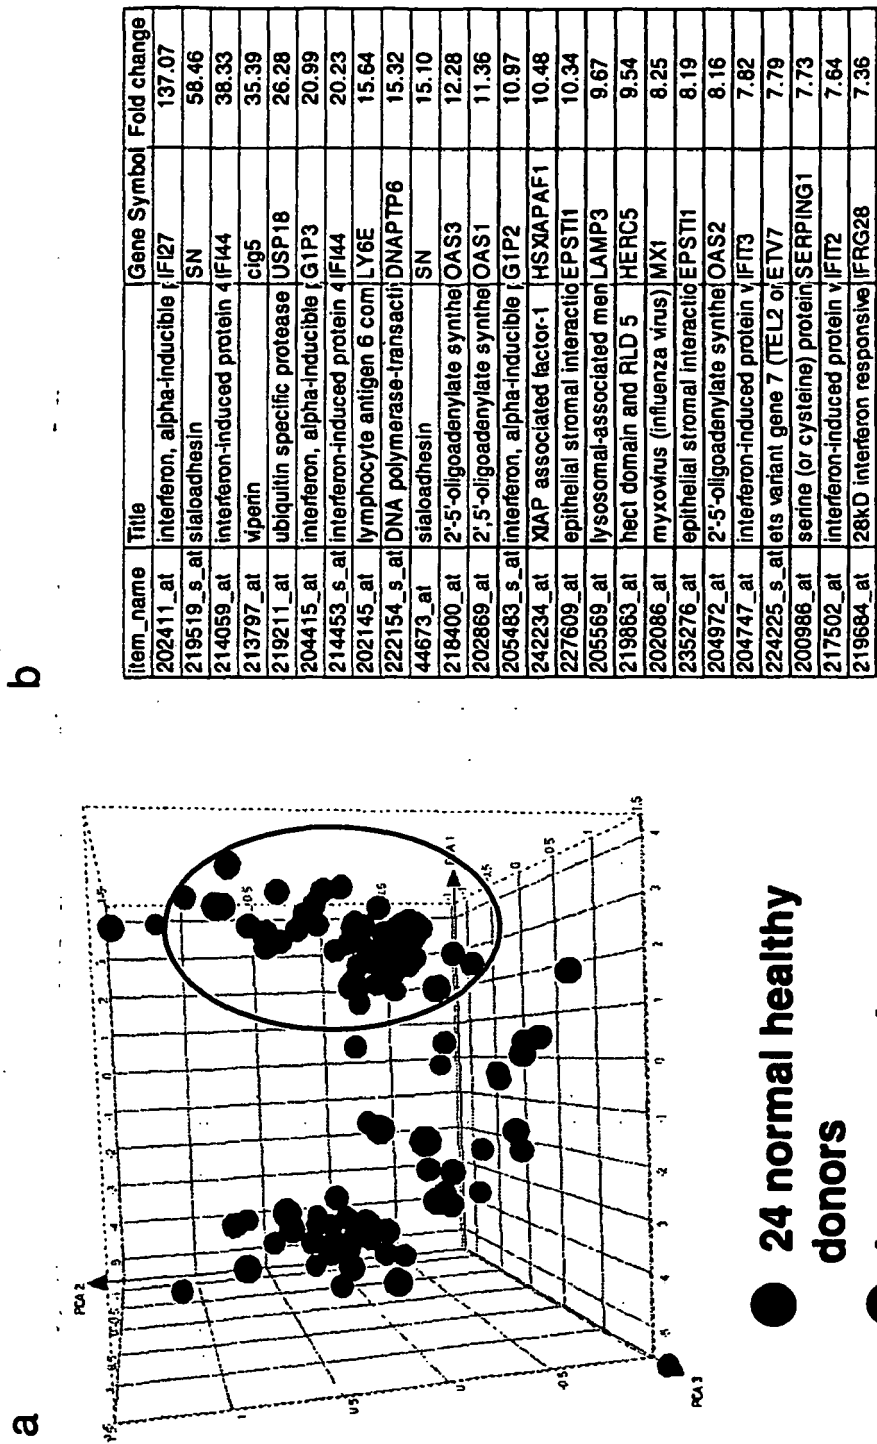 a
PCA 2
PCA 1
PCA 3
24 normal healthy
donors
b
item_name Title Gene Symbol Fold change
202411_at interferon, alpha-inducible IFI27 137.07
219519_s_at sialoadhesin SN 58.46
214059_at interferon-induced protein 4 IFI44 38.33
213797_at viperin cig5 35.39
219211_at ubiquitin specific protease USP18 26.28
204415_at interferon, alpha-inducible G1P3 20.99
214453_s_at interferon-induced protein 4 IFI44 20.23
202145_at lymphocyte antigen 6 com LY6E 15.64
222154_s_at DNA polymerase-transacti DNAPTP6 15.32
44673_at sialoadhesin SN 15.10
218400_at 2'-5'-oligoadenylate synthe OAS3 12.28
202869_at 2',5'-oligoadenylate synthe OAS1 11.36
205483_s_at interferon, alpha-inducible G1P2 10.97
242234_at XIAP associated factor-1 HSXIAPAF1 10.48
227609_at epithelial stromal interactio EPSTI1 10.34
205569_at lysosomal-associated men LAMP3 9.67
219863_at hect domain and RLD 5 HERC5 9.54
202086_at myxovirus (influenza virus) MX1 8.25
235276_at epithelial stromal interactio EPSTI1 8.19
204972_at 2'-5'-oligoadenylate synthe OAS2 8.16
204747_at interferon-induced protein v IFIT3 7.82
224225_s_at ets variant gene 7 (TEL2 or ETV7 7.79
200986_at serine (or cysteine) protein SERPING1 7.73
217502_at interferon-induced protein v IFIT2 7.64
219684_at 28kD interferon responsive IFRG28 7.36